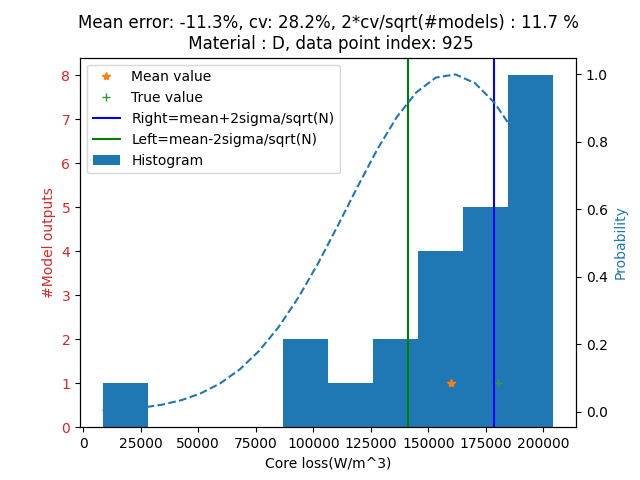 Mean error: -11.3%, cv: 28.2%, 2*cv/sqrt(#models) : 11.7 %
Material : D, data point index: 925
Mean value
True value
Right=mean+2sigma/sqrt(N)
Left=mean-2sigma/sqrt(N)
Histogram
#Model outputs
8
7
6
5
4
3
2
1
0
Probability
1.0
0.8
0.6
0.4
0.2
0.0
0 25000 50000 75000 100000 125000 150000 175000 200000
Core loss(W/m^3)